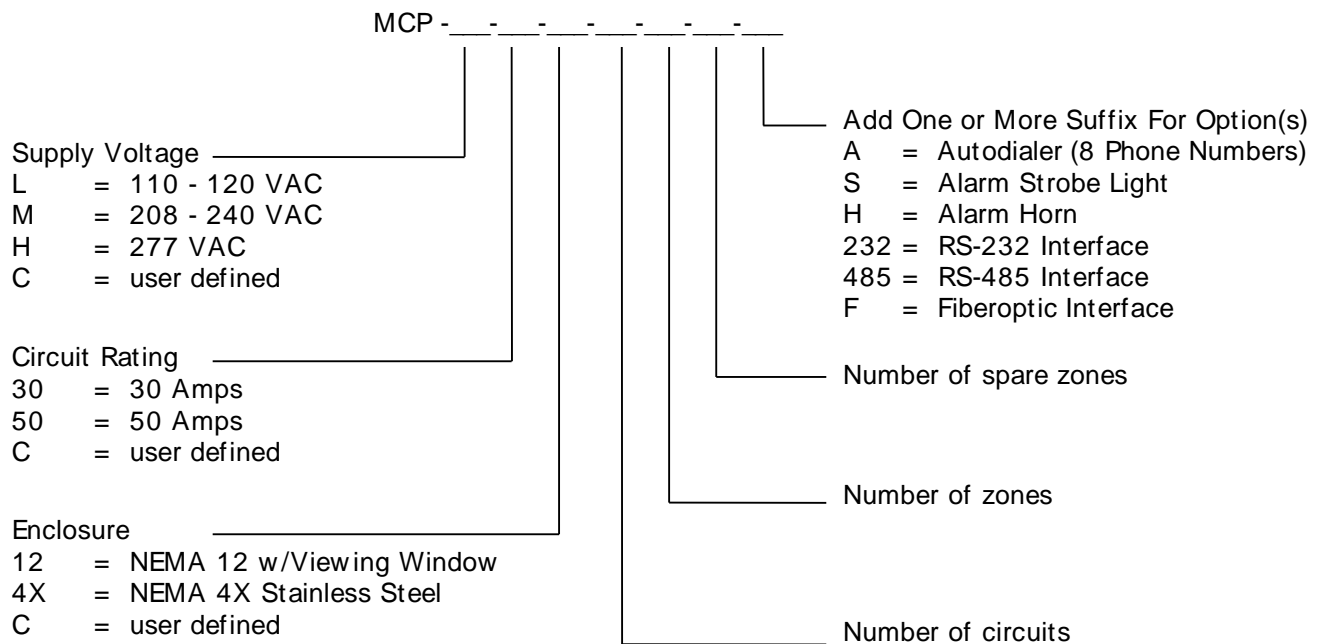 MCP -___-___-___-___-___-___-___
Supply Voltage
L = 110 - 120 VAC
M = 208 - 240 VAC
H = 277 VAC
C = user defined
Circuit Rating
30 = 30 Amps
50 = 50 Amps
C = user defined
Enclosure
12 = NEMA 12 w/Viewing Window
4X = NEMA 4X Stainless Steel
C = user defined
Add One or More Suffix For Option(s)
A = Autodialer (8 Phone Numbers)
S = Alarm Strobe Light
H = Alarm Horn
232 = RS-232 Interface
485 = RS-485 Interface
F = Fiberoptic Interface
Number of spare zones
Number of zones
Number of circuits